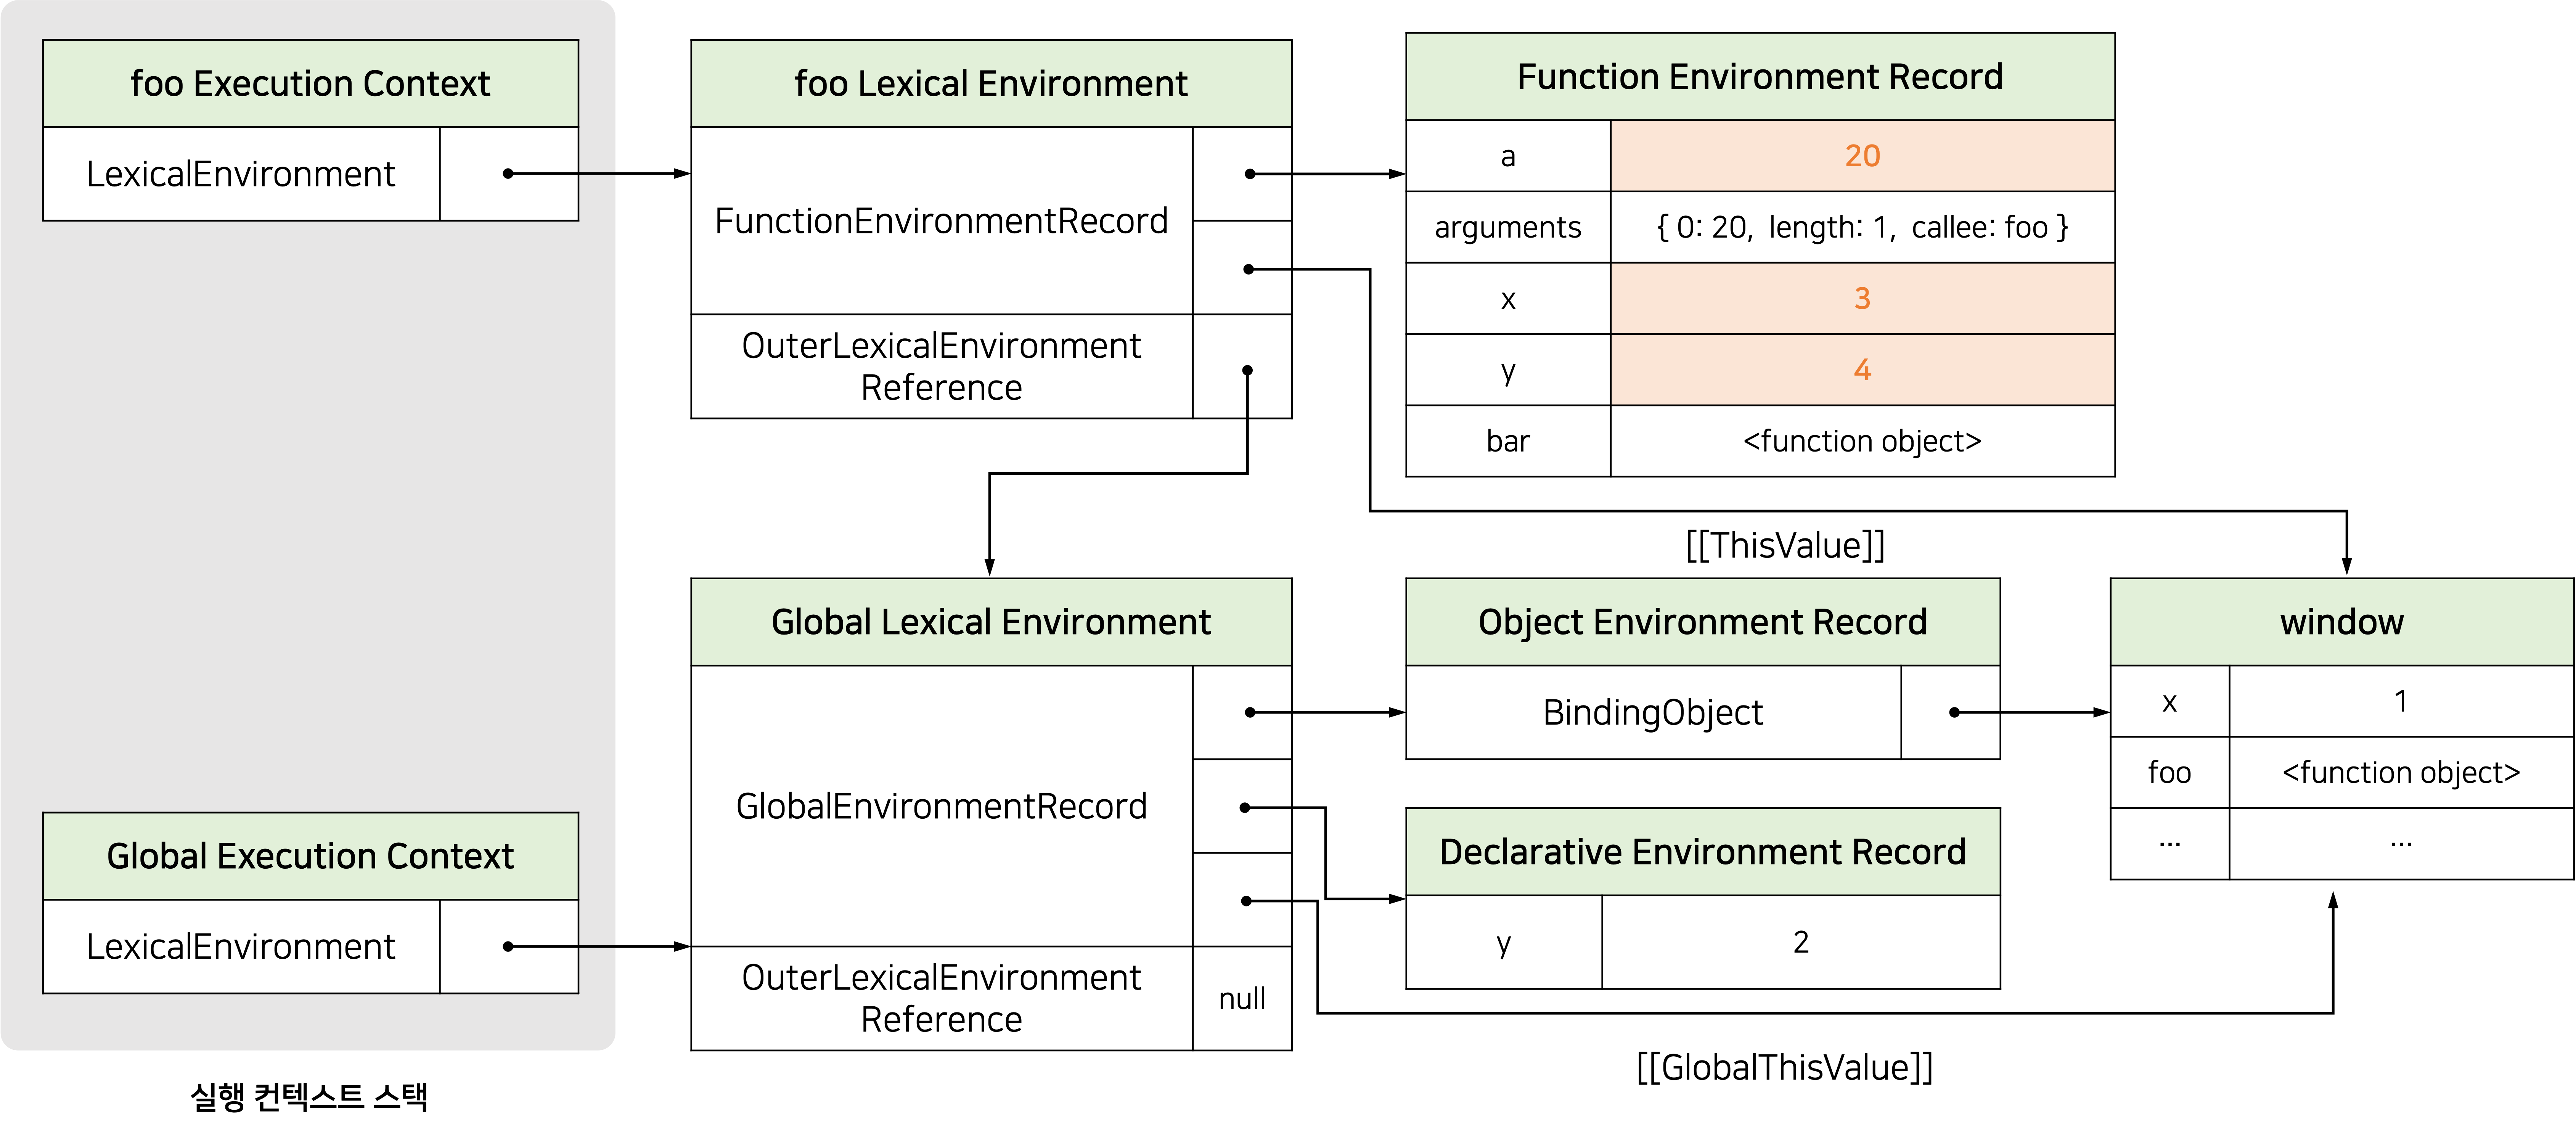 foo Execution Context
LexicalEnvironment
foo Lexical Environment
FunctionEnvironmentRecord
OuterLexicalEnvironment
Reference
Function Environment Record
a 20
arguments { 0: 20, length: 1, callee: foo }
x 3
y 4
bar <function object>
[[ThisValue]]
Global Execution Context
LexicalEnvironment
Global Lexical Environment
GlobalEnvironmentRecord
OuterLexicalEnvironment
Reference
null
Object Environment Record
BindingObject
Declarative Environment Record
y 2
window
x 1
foo <function object>
... ...
[[GlobalThisValue]]
실행 컨텍스트 스택